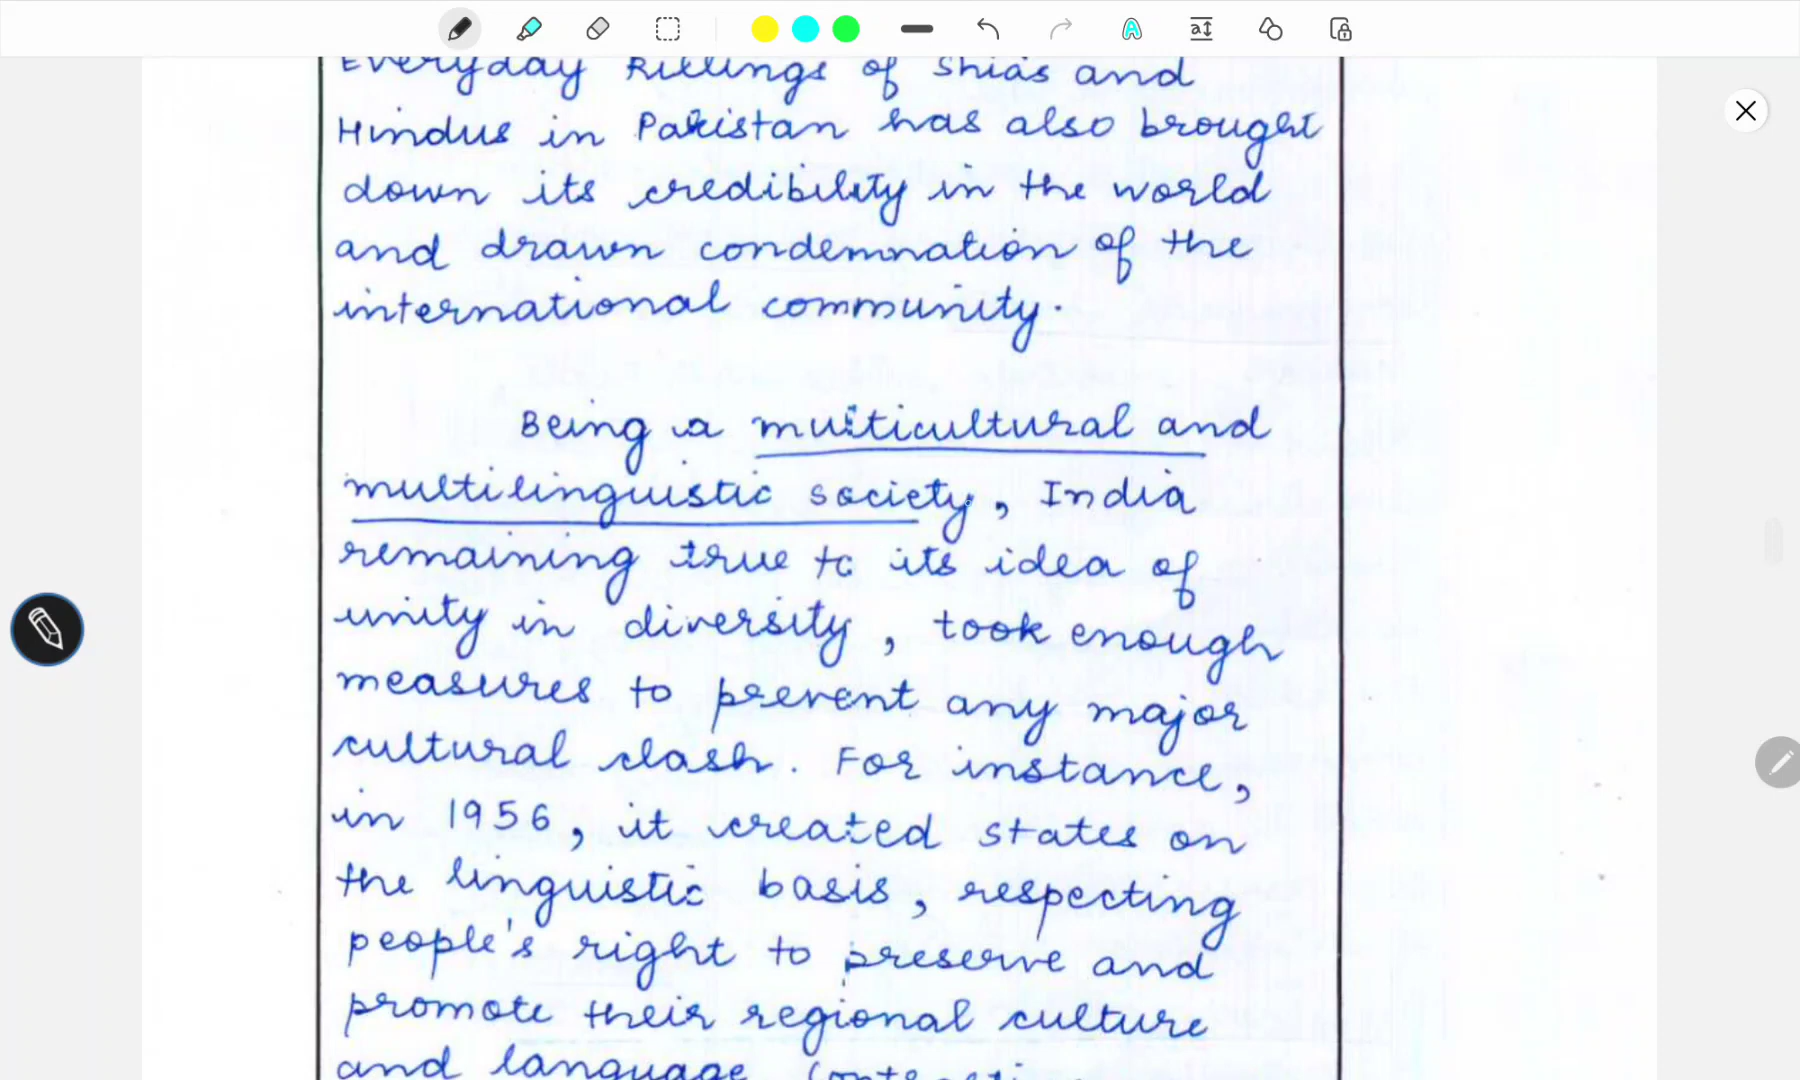 Everyday killings of Shias and
Hindus in Pakistan has also brought
down its credibility in the world
and drawn condemnation of the
international community.
Being a multicultural and
multilinguistic society, India
remaining true to its idea of
unity in diversity, took enough
measures to prevent any major
cultural clash. For instance,
in 1956, it created states on
the linguistic basis, respecting
people's right to preserve and
promote their regional culture
and language